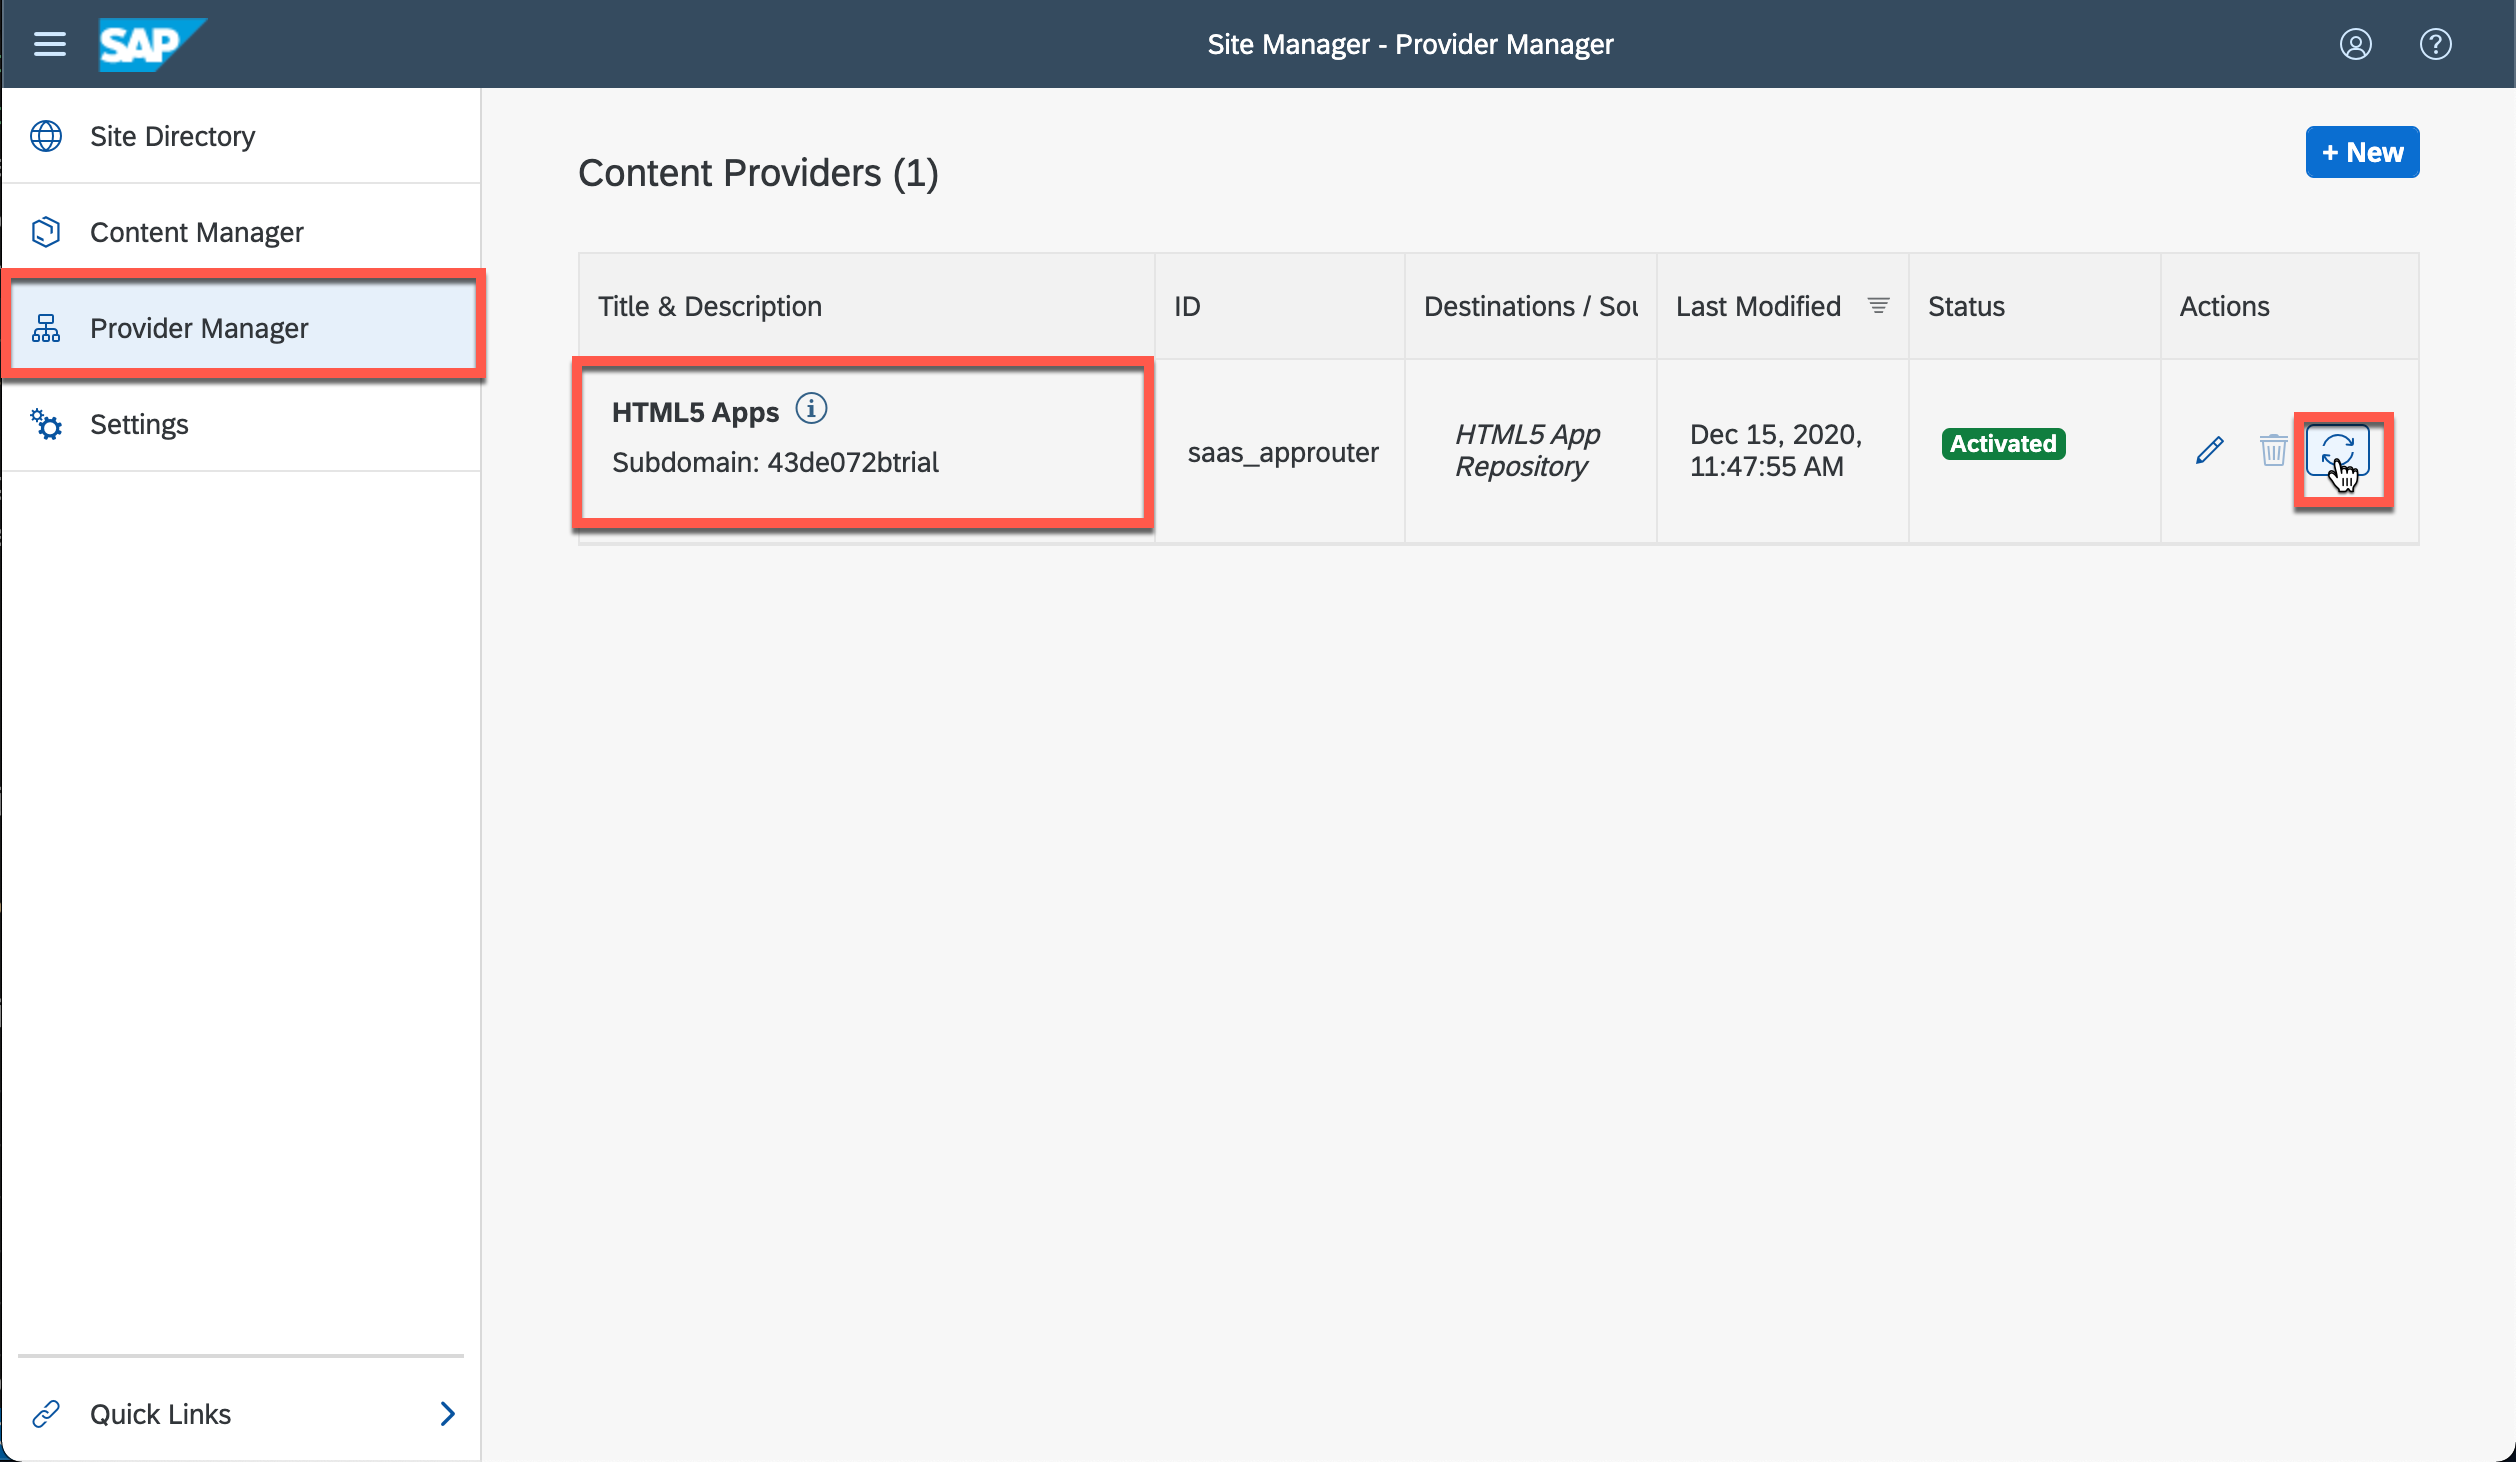 SAP
Site Manager - Provider Manager
Site Directory
Content Manager
Provider Manager
Settings
Quick Links
Content Providers (1)
+ New
Title & Description
ID
Destinations / Sou
Last Modified
Status
Actions
HTML5 Apps
Subdomain: 43de072btrial
saas_approuter
HTML5 App
Repository
Dec 15, 2020,
11:47:55 AM
Activated